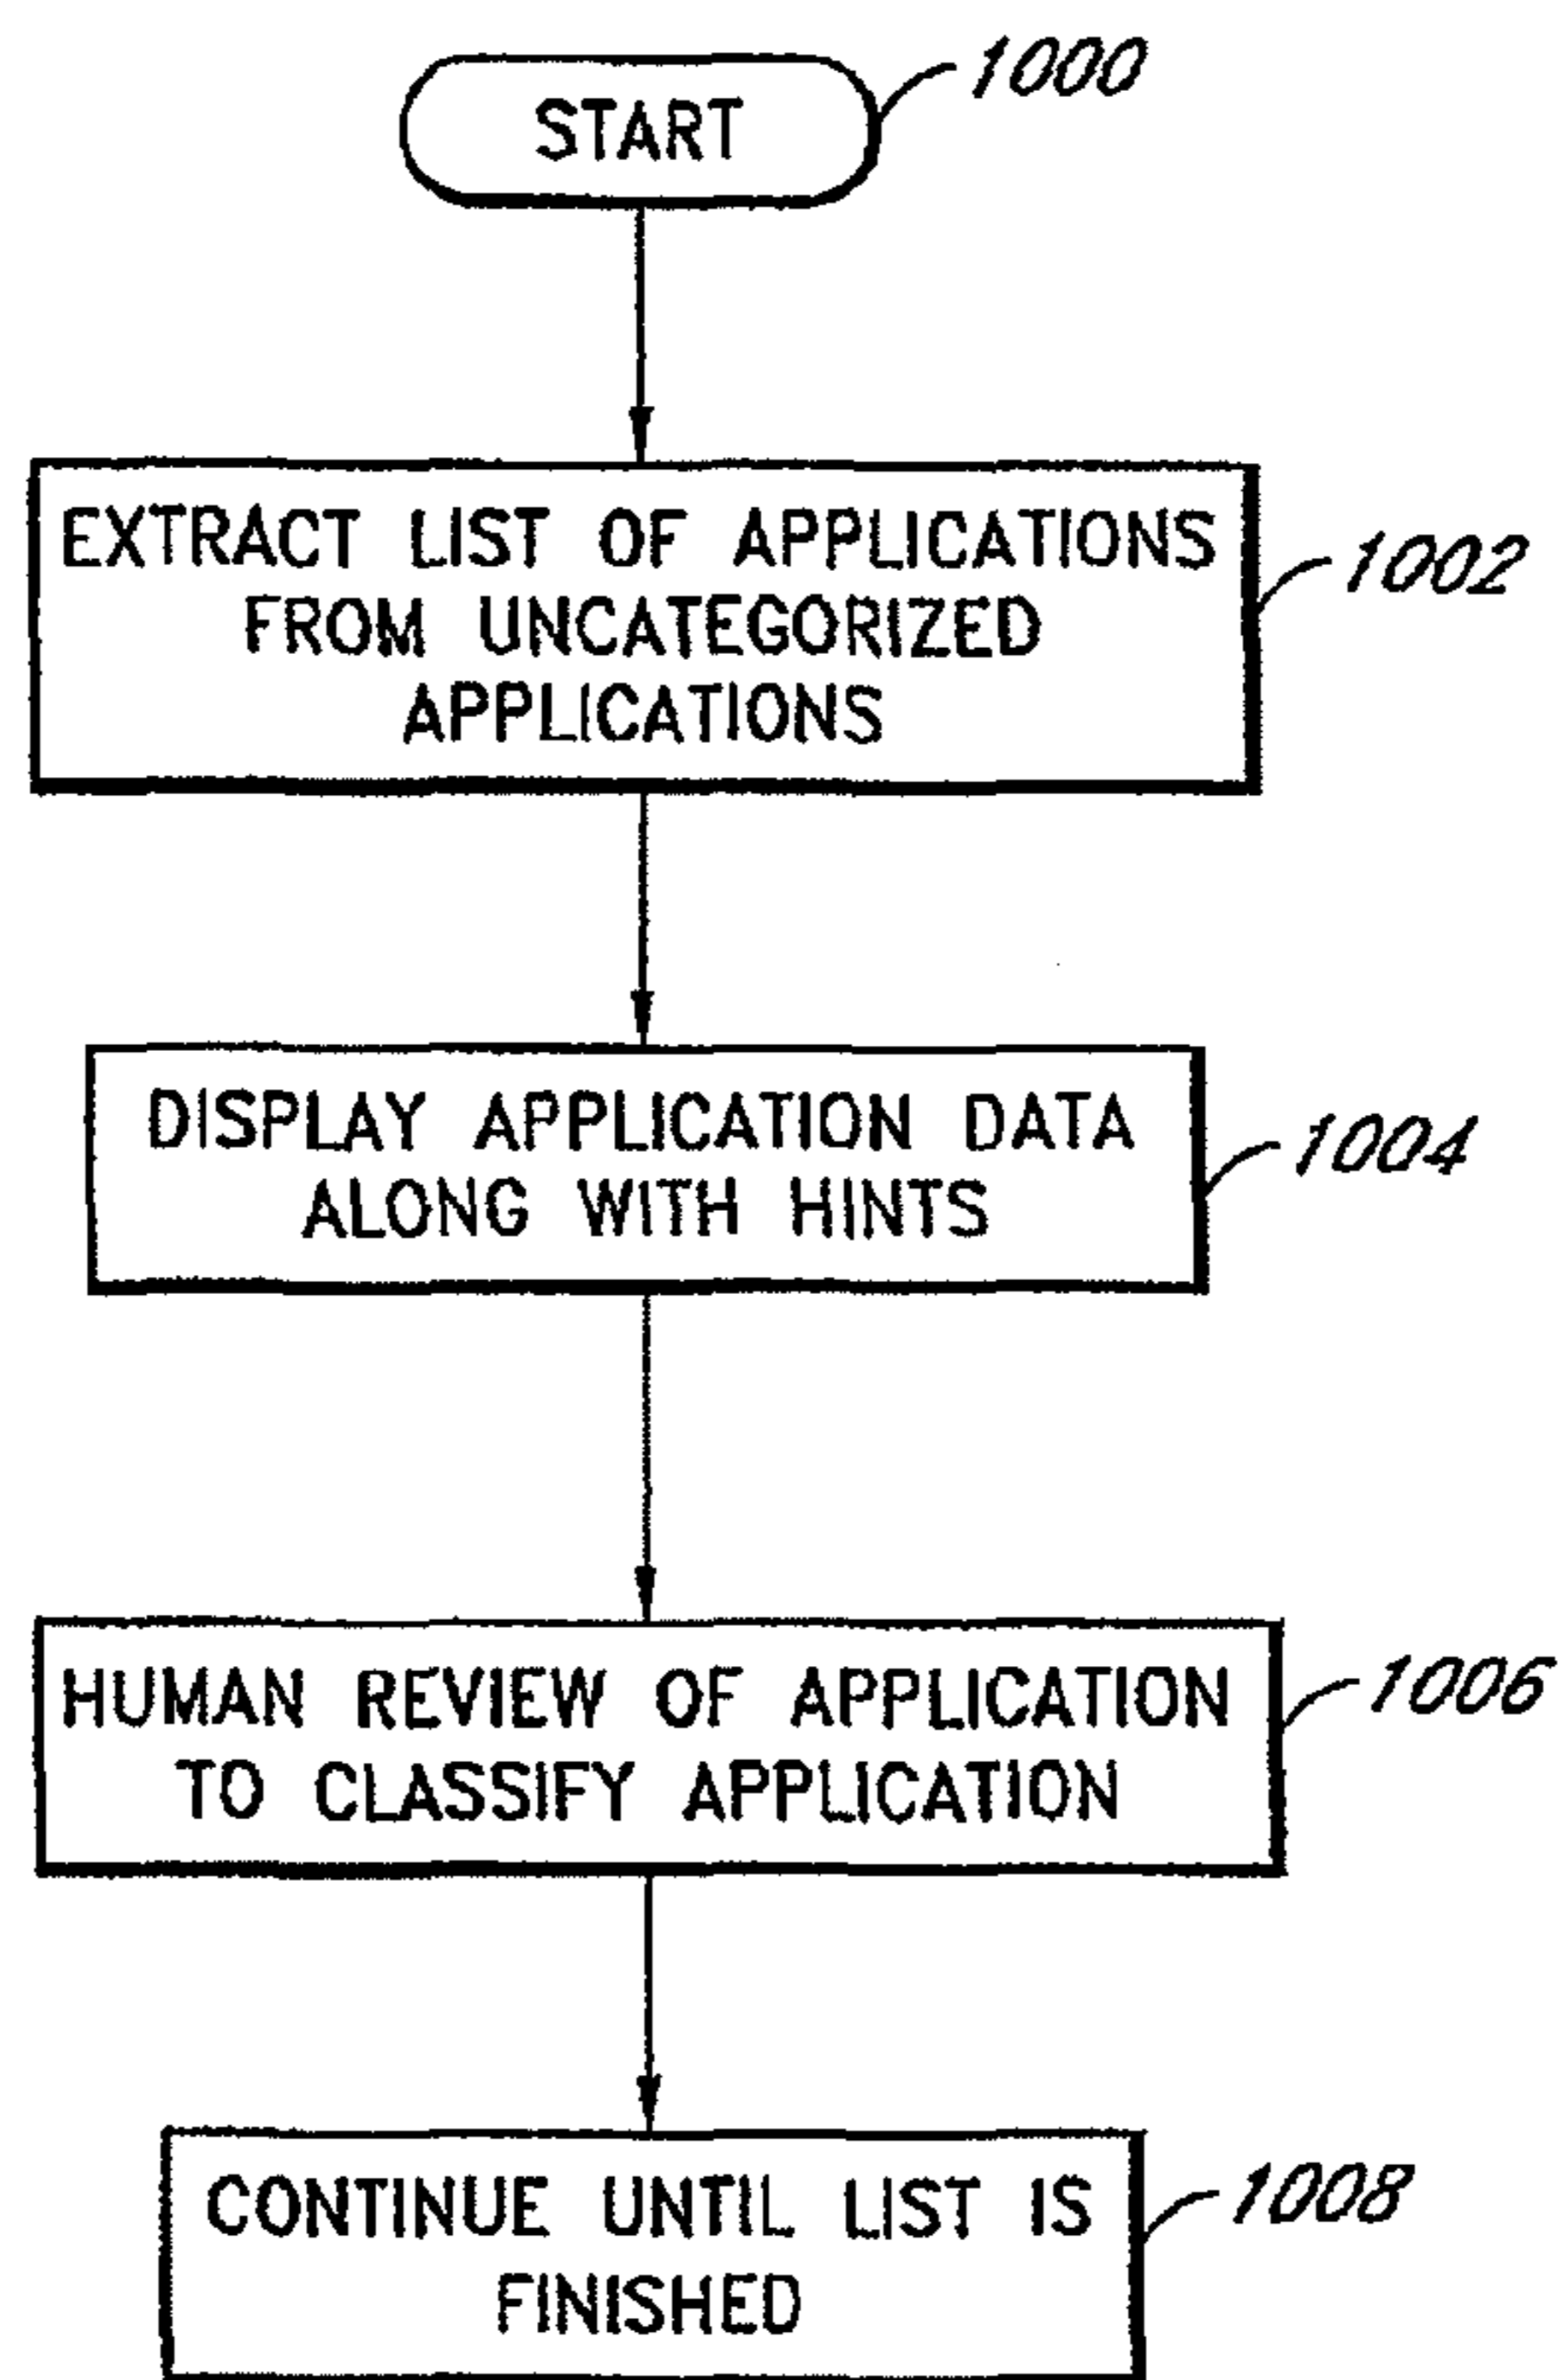 START
1000
EXTRACT LIST OF APPLICATIONS
FROM UNCATEGORIZED
APPLICATIONS
1002
DISPLAY APPLICATION DATA
ALONG WITH HINTS
1004
HUMAN REVIEW OF APPLICATION
TO CLASSIFY APPLICATION
1006
CONTINUE UNTIL LIST IS
FINISHED
1008